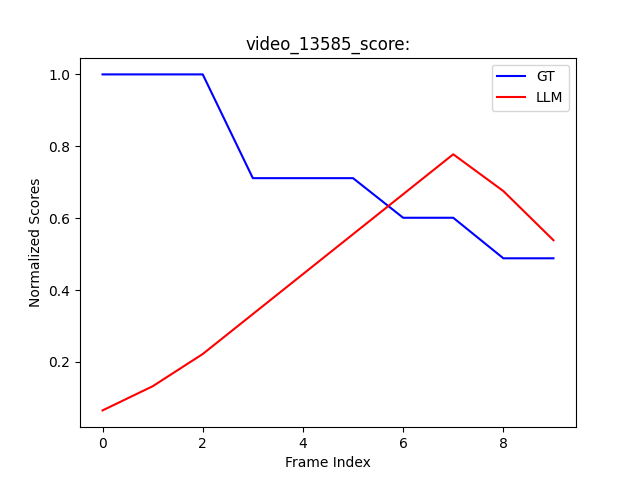 video_13585_score:
GT
LLM
Normalized Scores
1.0
0.8
0.6
0.4
0.2
0 2 4 6 8
Frame Index